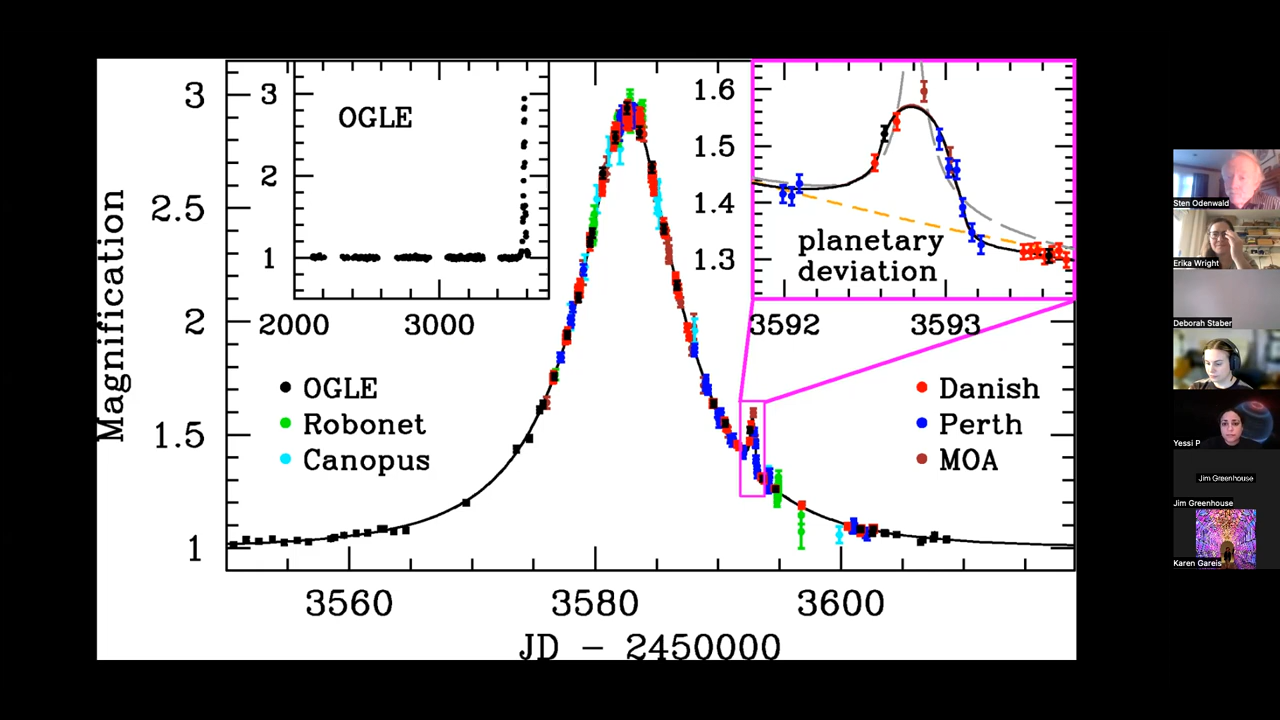 3
2.5
2
1.5
1
Magnification
3
2
1
OGLE
2000
3000
1.6
1.5
1.4
1.3
planetary
deviation
3592
3593
OGLE
Robonet
Canopus
Danish
Perth
MOA
3560
3580
3600
JD - 2450000
Sten Odenwald
Erika Wright
Deborah Staber
Yessi P
Jim Greenhouse
Jim Greenhouse
Karen Gareis